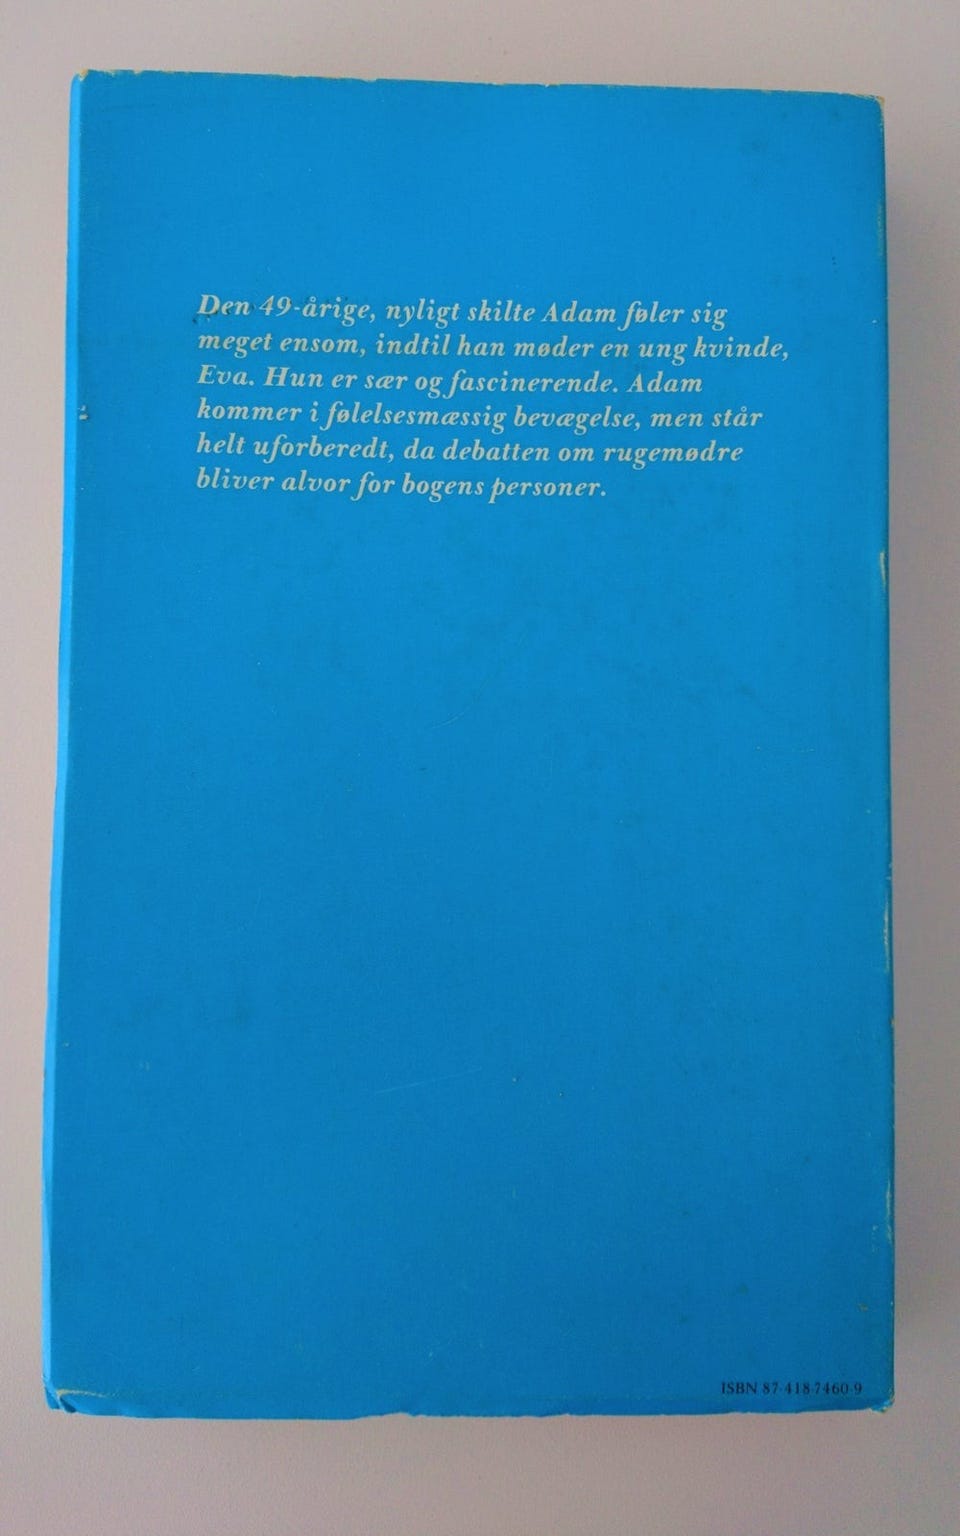 Den 49-årige, nyligt skilte Adam føler sig
meget ensom, indtil han møder en ung kvinde,
Eva. Hun er sær og fascinerende. Adam
kommer i følelsesmæssig bevægelse, men står
helt uforberedt, da debatten om rugemødre
bliver alvor for bogens personer.
ISBN 87-418-7460-9